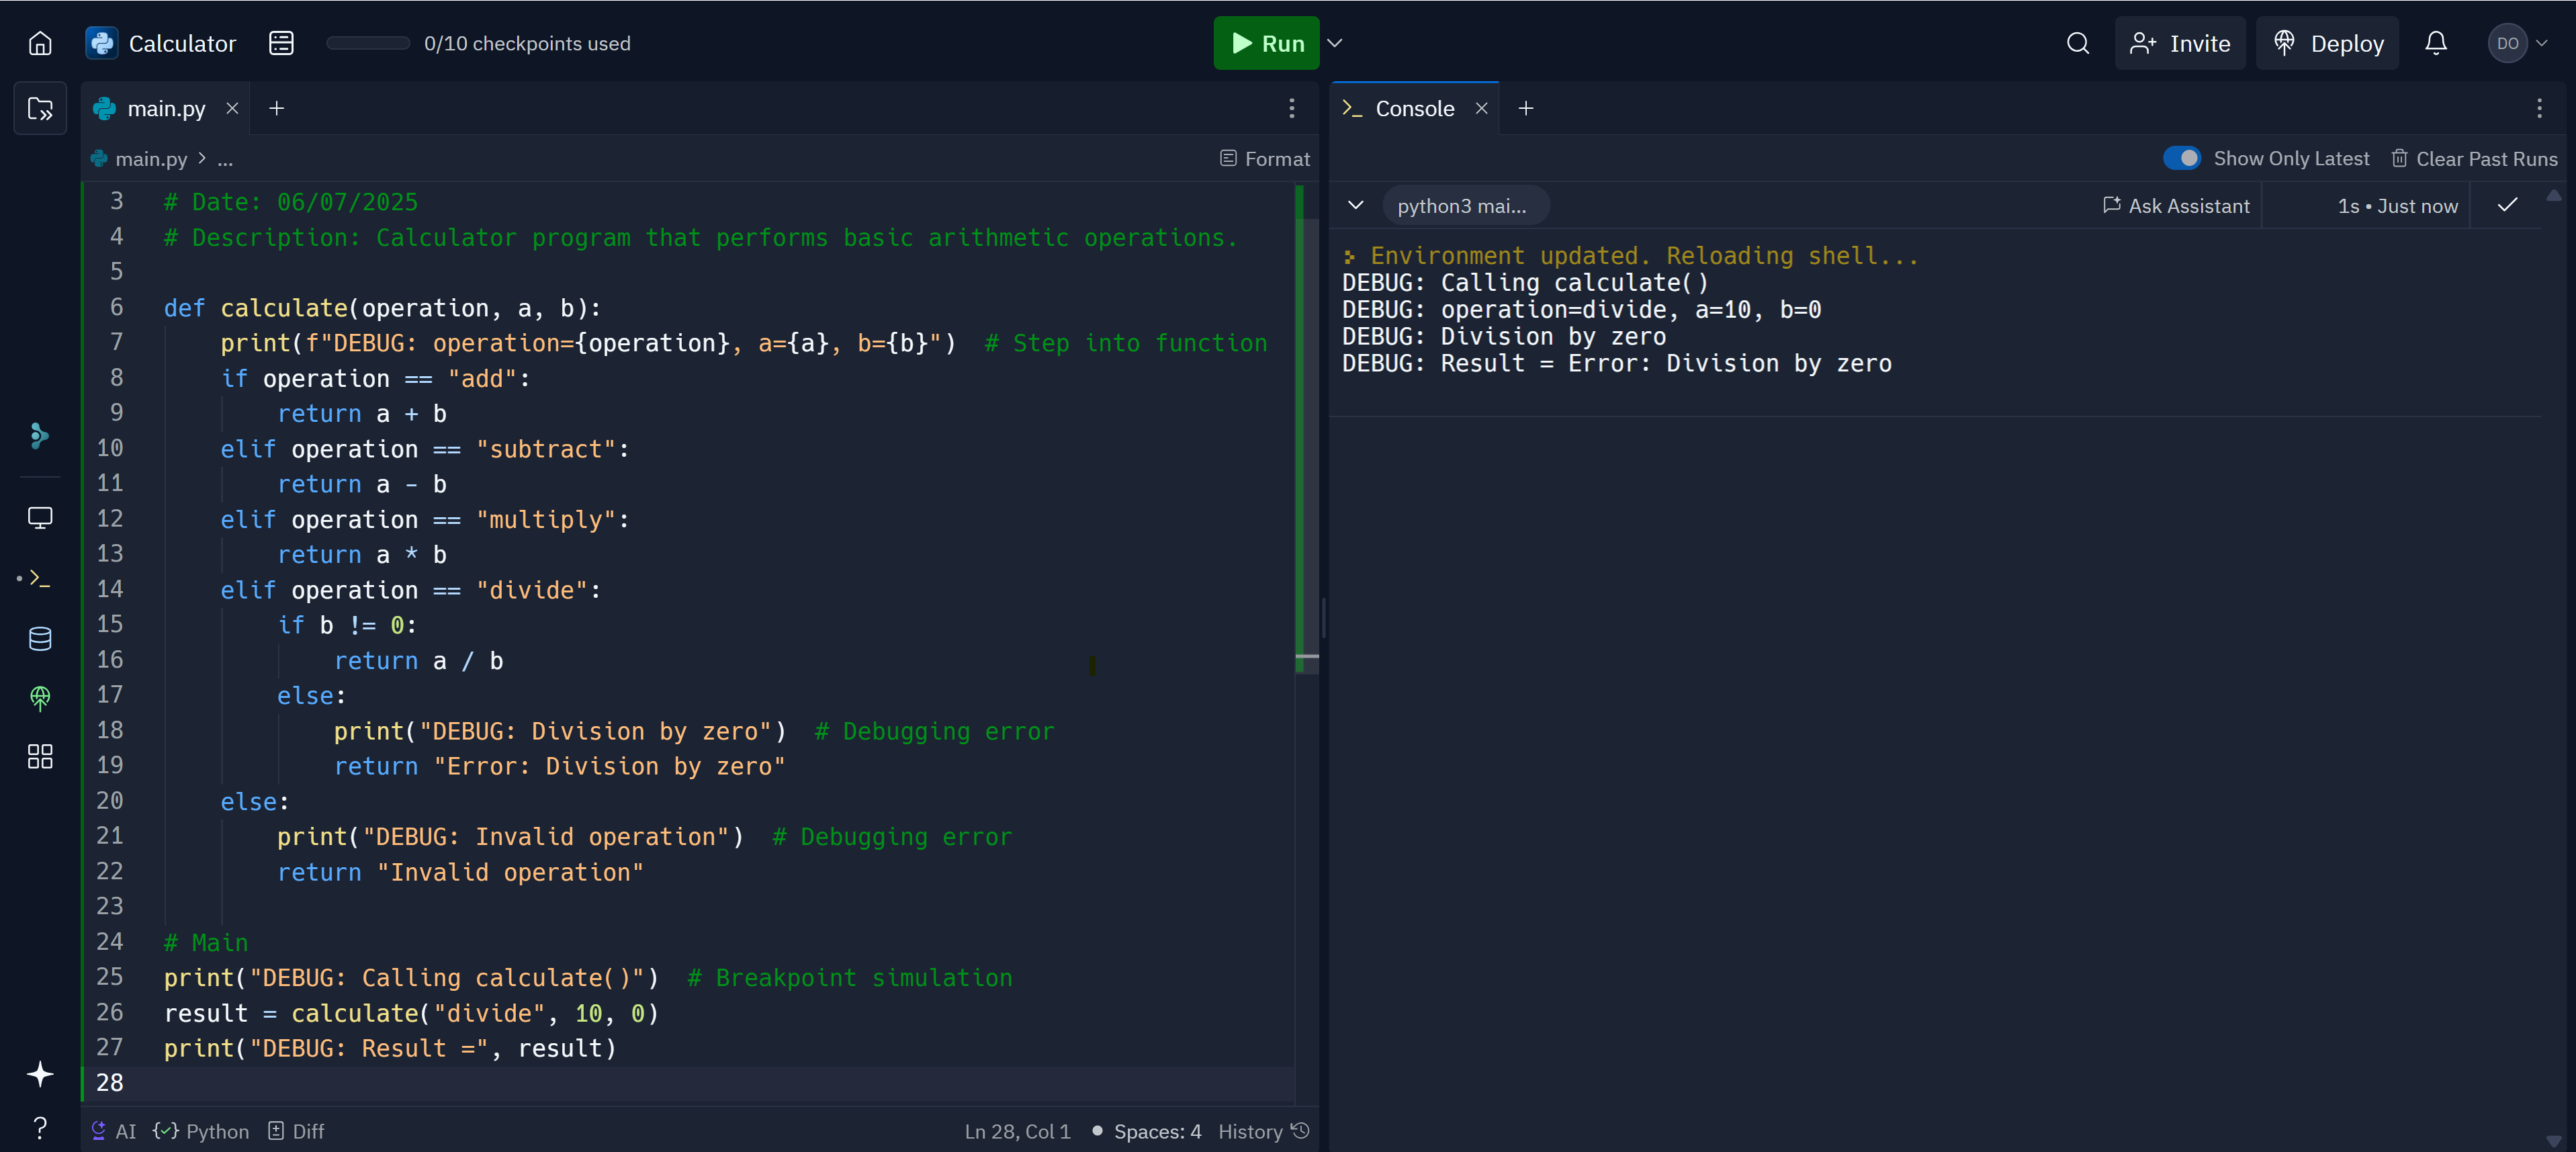 Calculator
0/10 checkpoints used
Run
Invite
Deploy
DO
main.py
main.py > ...
Format
3 # Date: 06/07/2025
4 # Description: Calculator program that performs basic arithmetic operations.
5
6 def calculate(operation, a, b):
7     print(f"DEBUG: operation={operation}, a={a}, b={b}")  # Step into function
8     if operation == "add":
9         return a + b
10     elif operation == "subtract":
11         return a - b
12     elif operation == "multiply":
13         return a * b
14     elif operation == "divide":
15         if b != 0:
16             return a / b
17         else:
18             print("DEBUG: Division by zero")  # Debugging error
19             return "Error: Division by zero"
20     else:
21         print("DEBUG: Invalid operation")  # Debugging error
22         return "Invalid operation"
23
24 # Main
25 print("DEBUG: Calling calculate()")  # Breakpoint simulation
26 result = calculate("divide", 10, 0)
27 print("DEBUG: Result =", result)
28
AI
Python
Diff
Ln 28, Col 1
Spaces: 4
History
Console
Show Only Latest
Clear Past Runs
python3 mai...
Ask Assistant
1s • Just now
Environment updated. Reloading shell...
DEBUG: Calling calculate()
DEBUG: operation=divide, a=10, b=0
DEBUG: Division by zero
DEBUG: Result = Error: Division by zero